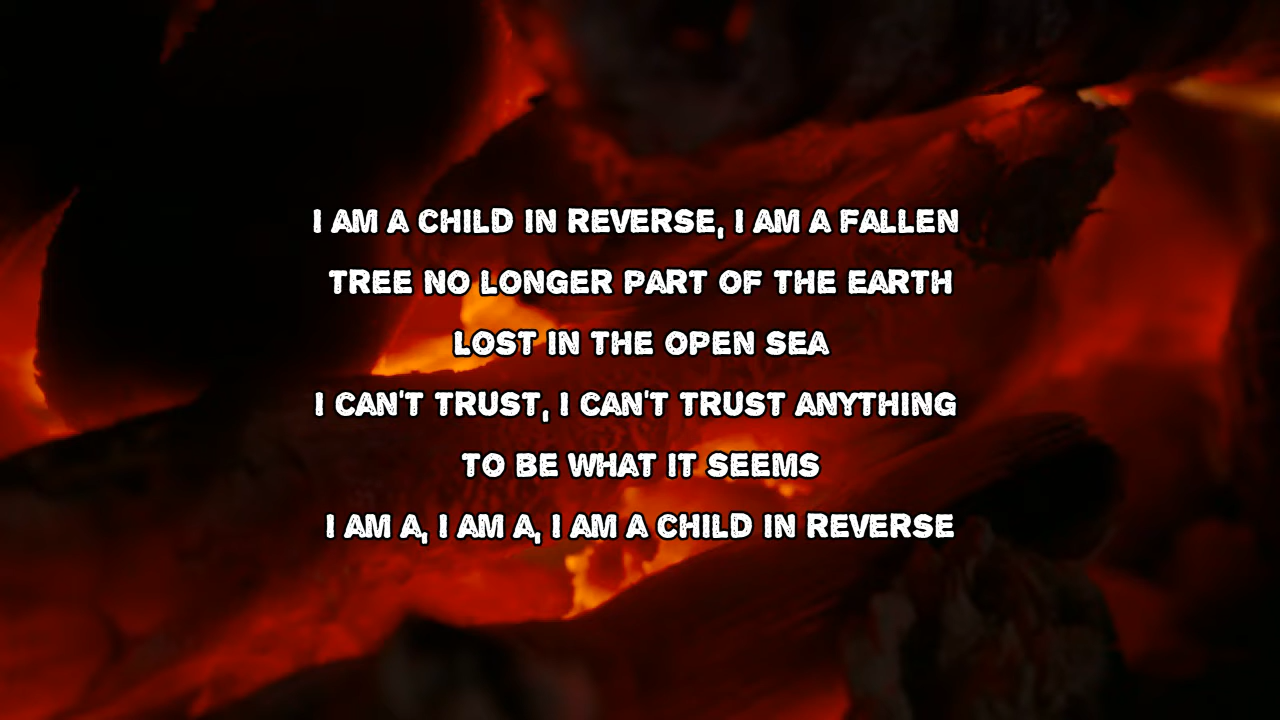 I AM A CHILD IN REVERSE, I AM A FALLEN
TREE NO LONGER PART OF THE EARTH
LOST IN THE OPEN SEA
I CAN'T TRUST, I CAN'T TRUST ANYTHING
TO BE WHAT IT SEEMS
I AM A, I AM A, I AM A CHILD IN REVERSE